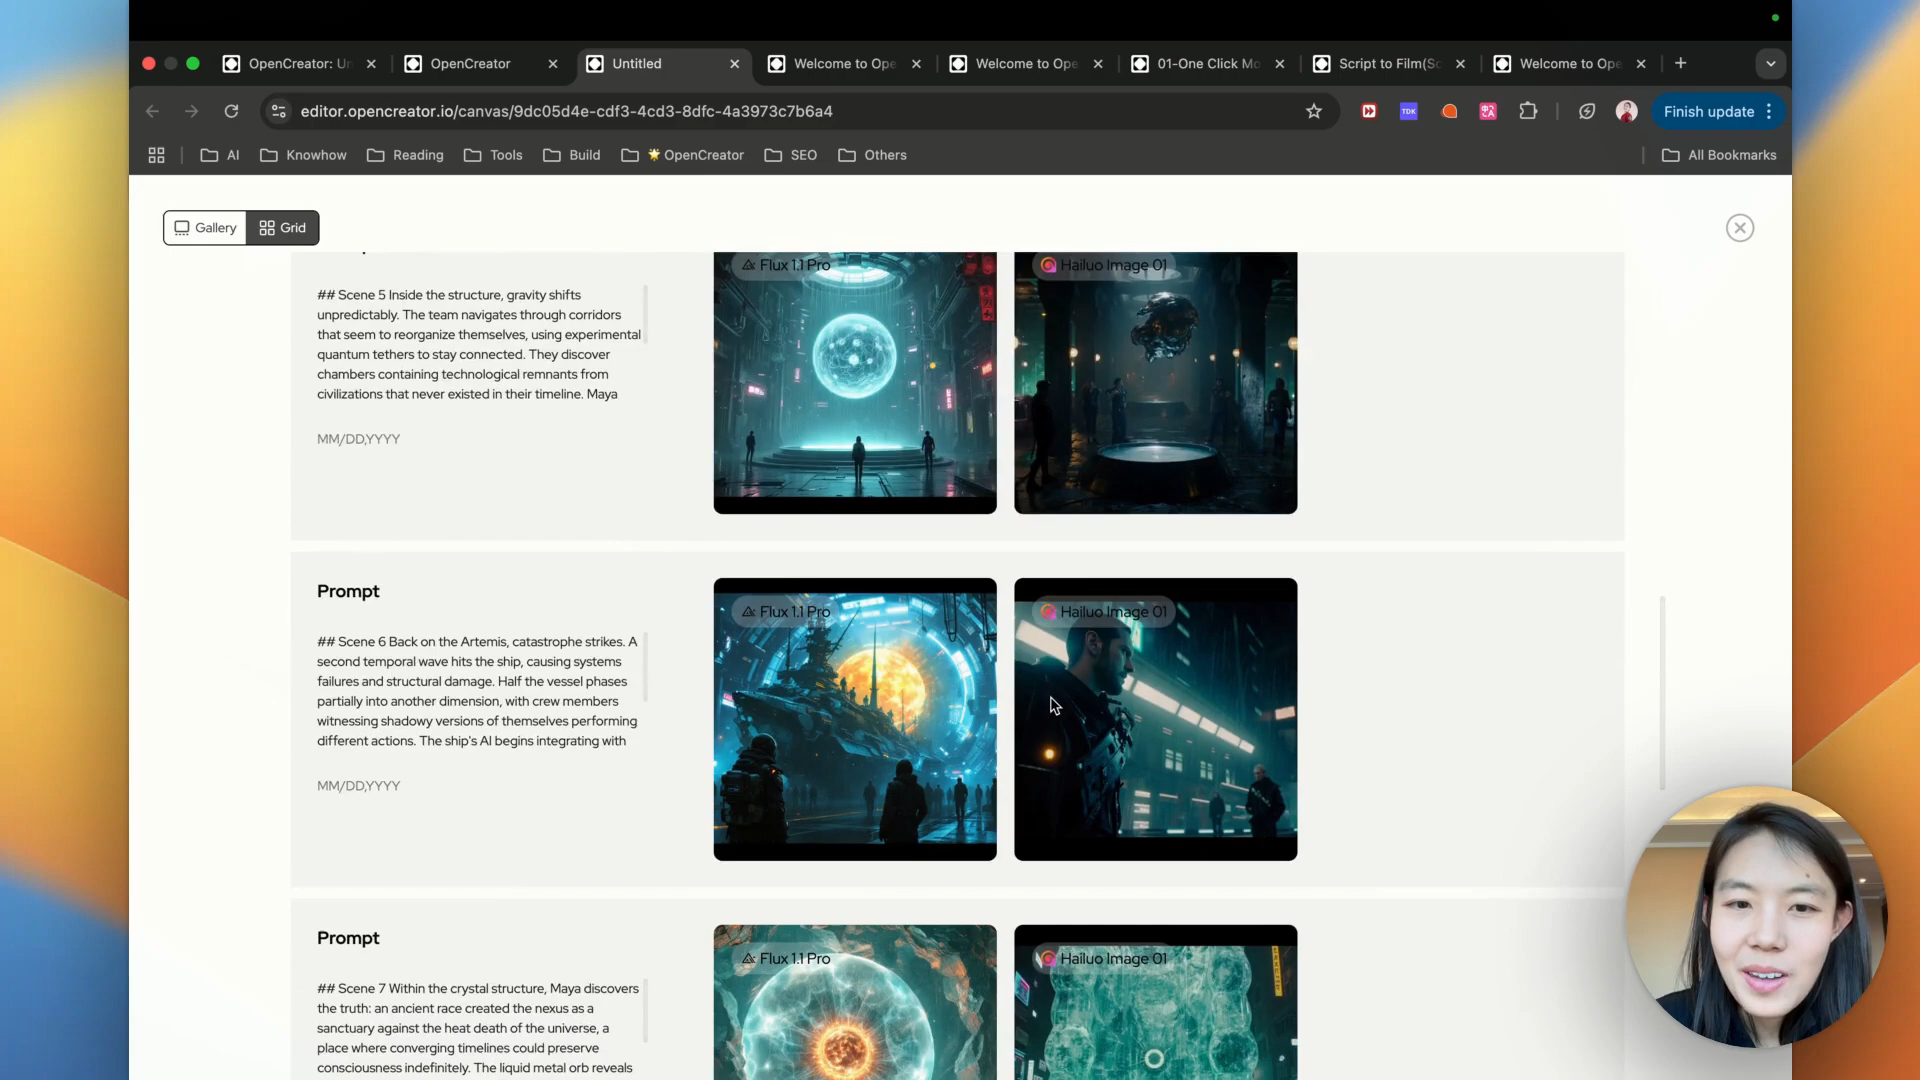 OpenCreator: Un
OpenCreator
Untitled
Welcome to Ope
Welcome to Ope
01-One Click Mo
Script to Film(Sc
Welcome to Ope
editor.opencreator.io/canvas/9dc05d4e-cdf3-4cd3-8dfc-4a3973c7b6a4
TDK
Finish update
AI
Knowhow
Reading
Tools
Build
OpenCreator
SEO
Others
All Bookmarks
Gallery
Grid
## Scene 5 Inside the structure, gravity shifts
unpredictably. The team navigates through corridors
that seem to reorganize themselves, using experimental
quantum tethers to stay connected. They discover
chambers containing technological remnants from
civilizations that never existed in their timeline. Maya
MM/DD,YYYY
Flux 1.1 Pro
Hailuo Image 01
Prompt
## Scene 6 Back on the Artemis, catastrophe strikes. A
second temporal wave hits the ship, causing systems
failures and structural damage. Half the vessel phases
partially into another dimension, with crew members
witnessing shadowy versions of themselves performing
different actions. The ship's AI begins integrating with
MM/DD,YYYY
Flux 1.1 Pro
Hailuo Image 01
Prompt
## Scene 7 Within the crystal structure, Maya discovers
the truth: an ancient race created the nexus as a
sanctuary against the heat death of the universe, a
place where converging timelines could preserve
consciousness indefinitely. The liquid metal orb reveals
Flux 1.1 Pro
Hailuo Image 01